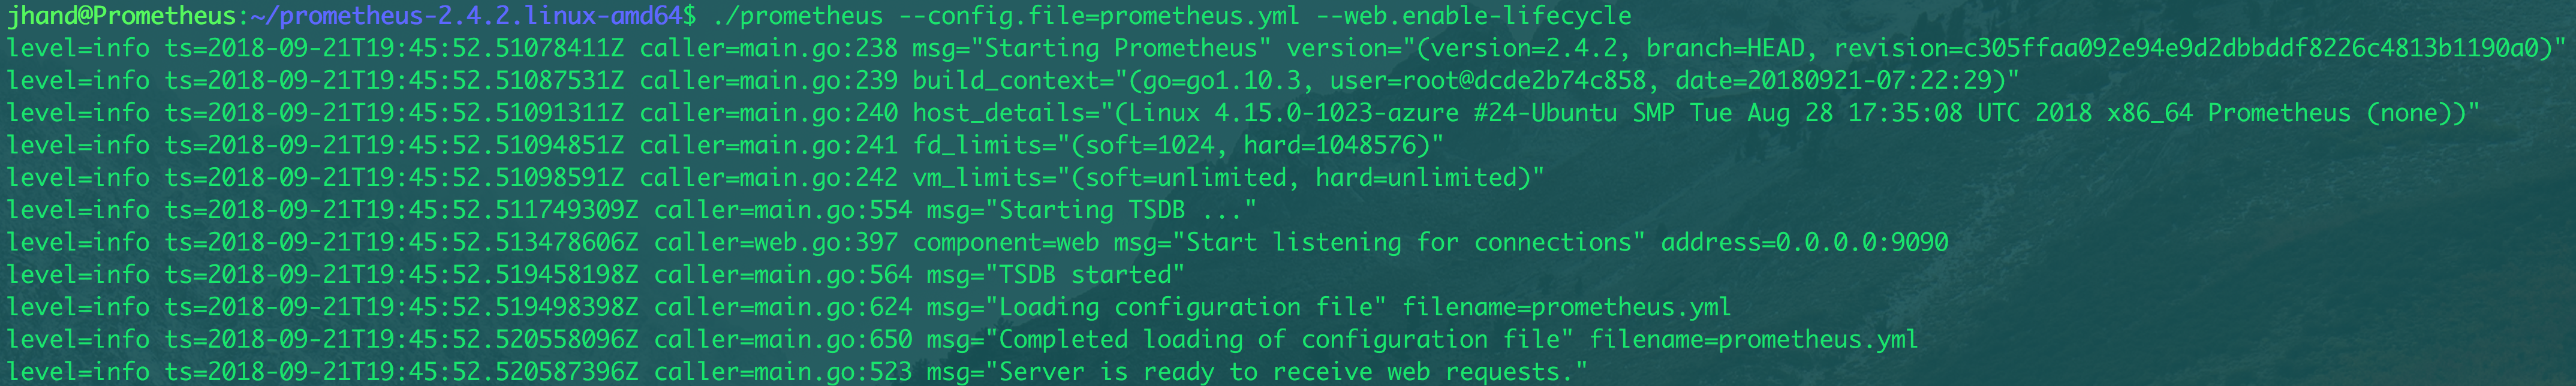 jhand@Prometheus:~/prometheus-2.4.2.linux-amd64$ ./prometheus --config.file=prometheus.yml --web.enable-lifecycle
level=info ts=2018-09-21T19:45:52.51078411Z caller=main.go:238 msg="Starting Prometheus" version="(version=2.4.2, branch=HEAD, revision=c305ffaa092e94e9d2dbbddf8226c4813b1190a0)"
level=info ts=2018-09-21T19:45:52.51087531Z caller=main.go:239 build_context="(go=go1.10.3, user=root@dcde2b74c858, date=20180921-07:22:29)"
level=info ts=2018-09-21T19:45:52.51091311Z caller=main.go:240 host_details="(Linux 4.15.0-1023-azure #24-Ubuntu SMP Tue Aug 28 17:35:08 UTC 2018 x86_64 Prometheus (none))"
level=info ts=2018-09-21T19:45:52.51094851Z caller=main.go:241 fd_limits="(soft=1024, hard=1048576)"
level=info ts=2018-09-21T19:45:52.51098591Z caller=main.go:242 vm_limits="(soft=unlimited, hard=unlimited)"
level=info ts=2018-09-21T19:45:52.511749309Z caller=main.go:554 msg="Starting TSDB ..."
level=info ts=2018-09-21T19:45:52.513478606Z caller=web.go:397 component=web msg="Start listening for connections" address=0.0.0.0:9090
level=info ts=2018-09-21T19:45:52.519458198Z caller=main.go:564 msg="TSDB started"
level=info ts=2018-09-21T19:45:52.519498398Z caller=main.go:624 msg="Loading configuration file" filename=prometheus.yml
level=info ts=2018-09-21T19:45:52.520558096Z caller=main.go:650 msg="Completed loading of configuration file" filename=prometheus.yml
level=info ts=2018-09-21T19:45:52.520587396Z caller=main.go:523 msg="Server is ready to receive web requests."